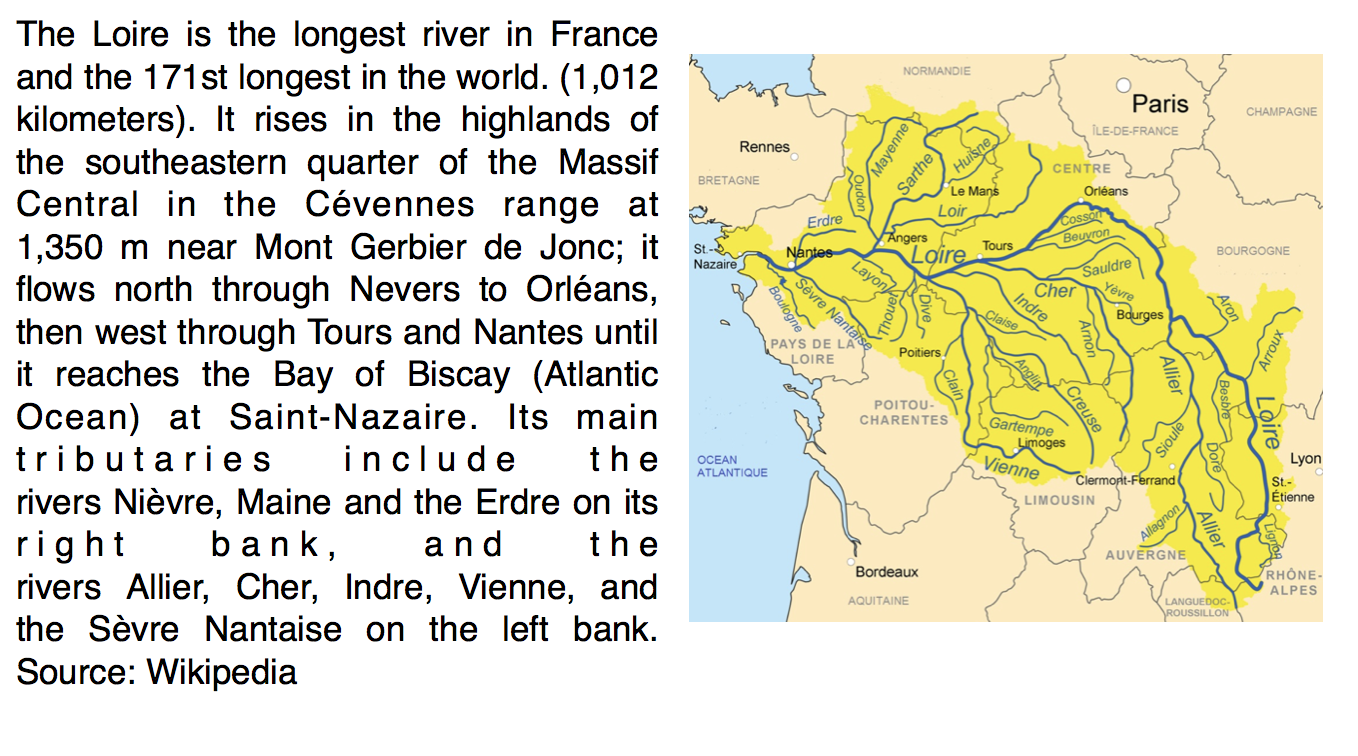 The Loire is the longest river in France
and the 171st longest in the world. (1,012
kilometers). It rises in the highlands of
the southeastern quarter of the Massif
Central in the Cévennes range at
1,350 m near Mont Gerbier de Jonc; it
flows north through Nevers to Orléans,
then west through Tours and Nantes until
it reaches the Bay of Biscay (Atlantic
Ocean) at Saint-Nazaire. Its main
tributaries include the
rivers Nièvre, Maine and the Erdre on its
right bank, and the
rivers Allier, Cher, Indre, Vienne, and
the Sèvre Nantaise on the left bank.
Source: Wikipedia
NORMANDIE
Paris
CHAMPAGNE
ÎLE-DE-FRANCE
Rennes
Mayenne
Sarthe
Huisne
BRETAGNE
Oudon
Le Mans
CENTRE
Orléans
Loir
Erdre
Cosson
Beuvron
St.-
Nazaire
Nantes
Angers
Loire
Tours
BOURGOGNE
Layon
Sauldre
Cher
Yèvre
Boulogne
Sèvre Nantaise
Thouet
Dive
Indre
Claise
Arnon
Bourges
Aron
Arroux
PAYS DE LA
LOIRE
Poitiers
Clain
Anglin
Creuse
Allier
Besbre
Loire
POITOU-
CHARENTES
Gartempe
Limoges
Vienne
Sioule
Dore
OCEAN
ATLANTIQUE
Lyon
Clermont-Ferrand
St.-
Étienne
LIMOUSIN
Allagnon
Allier
Lignon
AUVERGNE
Bordeaux
RHÔNE-
ALPES
AQUITAINE
LANGUEDOC-
ROUSSILLON